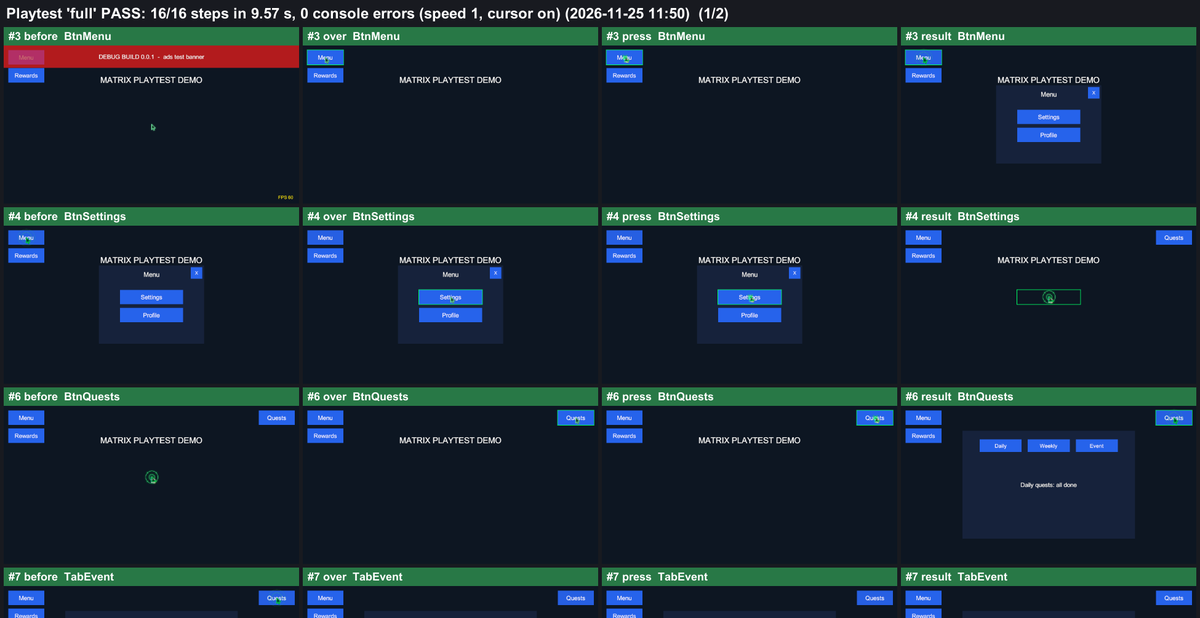 Playtest 'full' PASS: 16/16 steps in 9.57 s, 0 console errors (speed 1, cursor on) (2026-11-25 11:50) (1/2)
#3 before BtnMenu
#3 over BtnMenu
#3 press BtnMenu
#3 result BtnMenu
Menu
DEBUG BUILD 0.0.1 - ads test banner
Menu
Menu
Menu
Rewards
Rewards
Rewards
Rewards
MATRIX PLAYTEST DEMO
MATRIX PLAYTEST DEMO
MATRIX PLAYTEST DEMO
MATRIX PLAYTEST DEMO
Menu
X
Settings
Profile
FPS 60
#4 before BtnSettings
#4 over BtnSettings
#4 press BtnSettings
#4 result BtnSettings
Menu
Menu
Menu
Menu
Quests
Rewards
Rewards
Rewards
Rewards
MATRIX PLAYTEST DEMO
MATRIX PLAYTEST DEMO
MATRIX PLAYTEST DEMO
MATRIX PLAYTEST DEMO
Menu
X
Menu
X
Menu
X
Settings
Settings
Settings
Profile
Profile
Profile
#6 before BtnQuests
#6 over BtnQuests
#6 press BtnQuests
#6 result BtnQuests
Menu
Quests
Menu
Quests
Menu
Quests
Menu
Quests
Rewards
Rewards
Rewards
Rewards
MATRIX PLAYTEST DEMO
MATRIX PLAYTEST DEMO
MATRIX PLAYTEST DEMO
Daily
Weekly
Event
Daily quests: all done
#7 before TabEvent
#7 over TabEvent
#7 press TabEvent
#7 result TabEvent
Menu
Quests
Menu
Quests
Menu
Quests
Menu
Quests
Rewards
Rewards
Rewards
Rewards